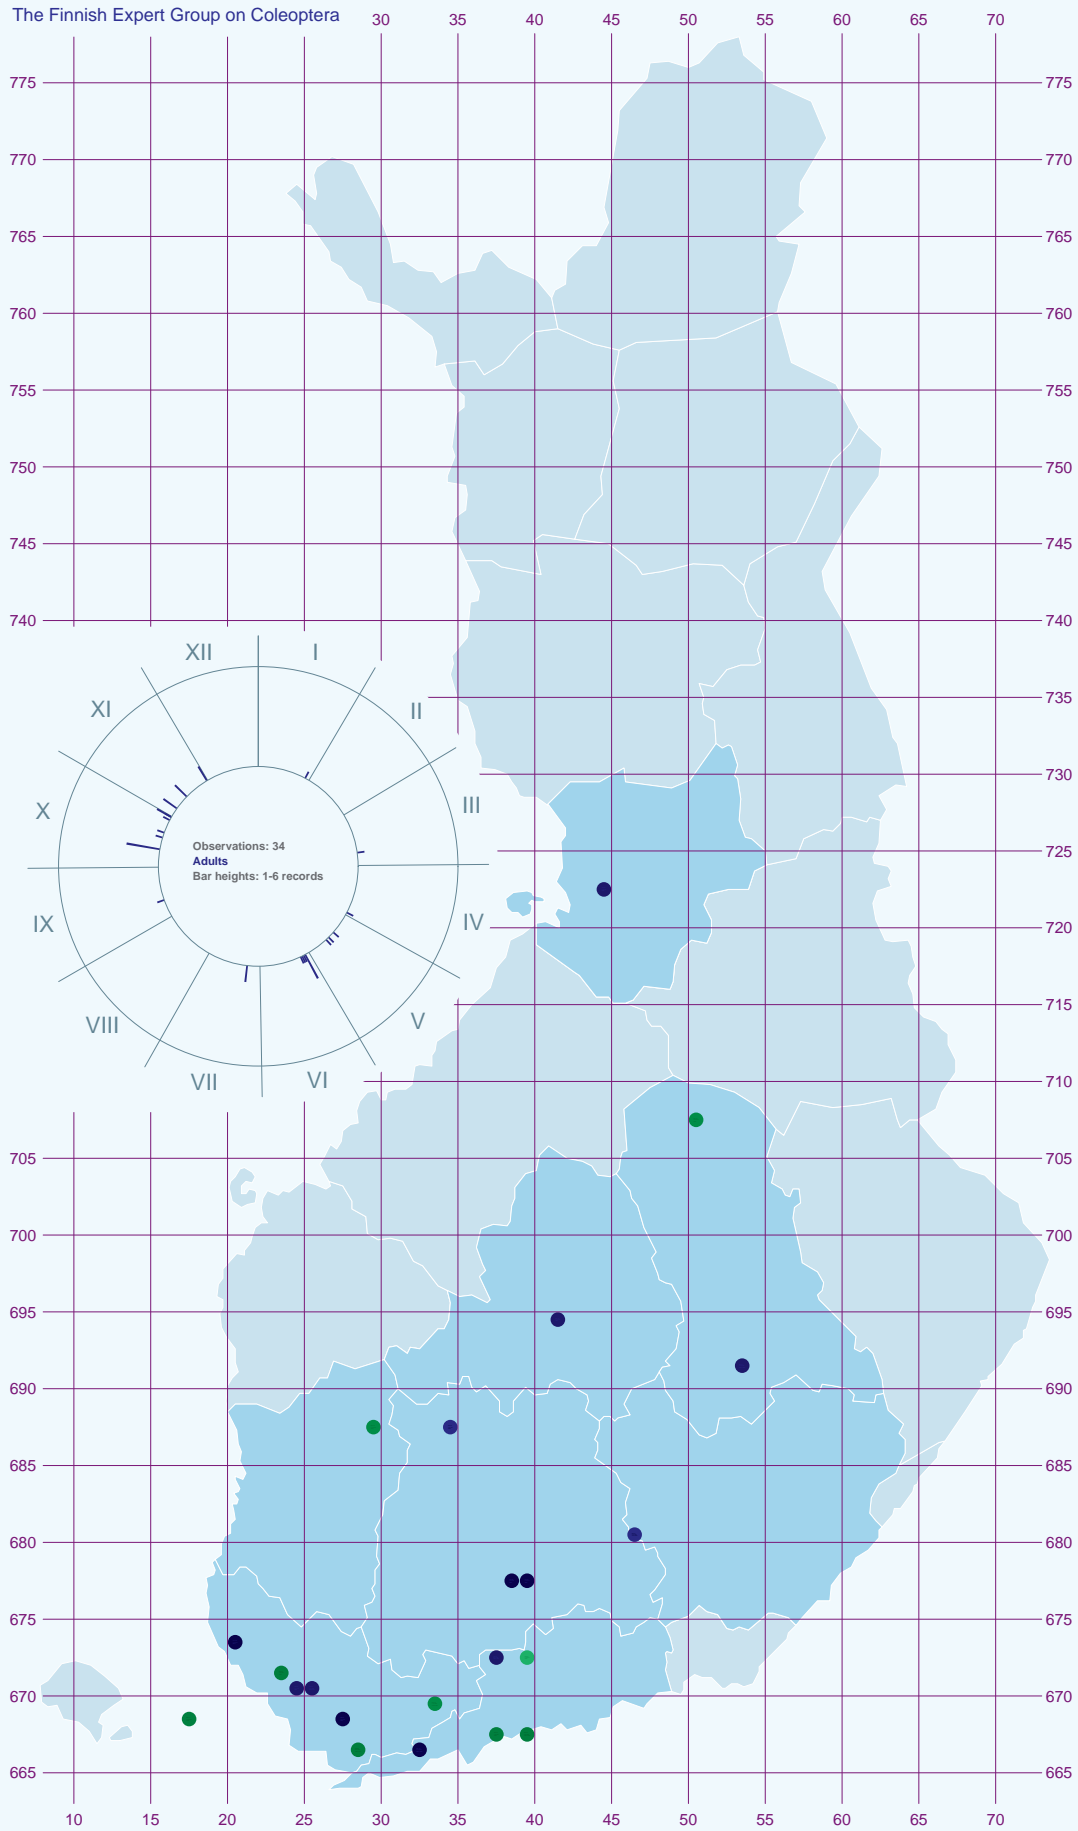 The Finnish Expert Group on Coleoptera
30 35 40 45 50 55 60 65 70
775 775
770 770
765 765
760 760
755 755
750 750
745 745
740 740
XII I
XI II
735
730
X III
Observations: 34
Adults
Bar heights: 1-6 records
725
IX IV
720
VIII V
715
VII VI
710
705 705
700 700
695 695
690 690
685 685
680 680
675 675
670 670
665 665
10 15 20 25 30 35 40 45 50 55 60 65 70